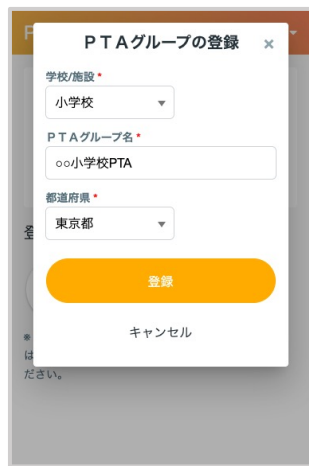 P
ＰＴＡグループの登録 ×
学校/施設 *
小学校
ＰＴＡグループ名 *
○○小学校PTA
都道府県 *
東京都
登
登録
キャンセル
※
は
ださい。